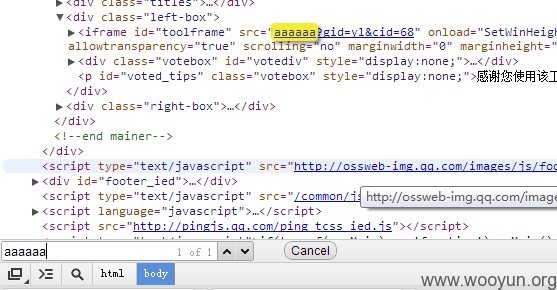 <div class="titles">…</div>
<div class="left-box">
<iframe id="toolframe" src="aaaaaa?gid=yl&cid=68" onload="SetWinHeigh
allowtransparency="true" scrolling="no" marginwidth="0" marginheight="
<div class="votebox" id="votediv" style="display:none;">…</div>
<p id="voted_tips" class="votebox" style="display:none;">感谢您使用该工
</div>
<div class="right-box">…</div>
</div>
<!--end mainer-->
</div>
<script type="text/javascript" src="http://ossweb-img.qq.com/images/js/foo
<div id="footer_ied">…</div>
<script type="text/javascript" src="/common/js
http://ossweb-img.qq.com/image
<script language="javascript">…</script>
<script src="http://pingjs.qq.com/ping_tcss_ied.js"></script>
aaaaaa
1 of 1
Cancel
html
body
www.wooyun.org